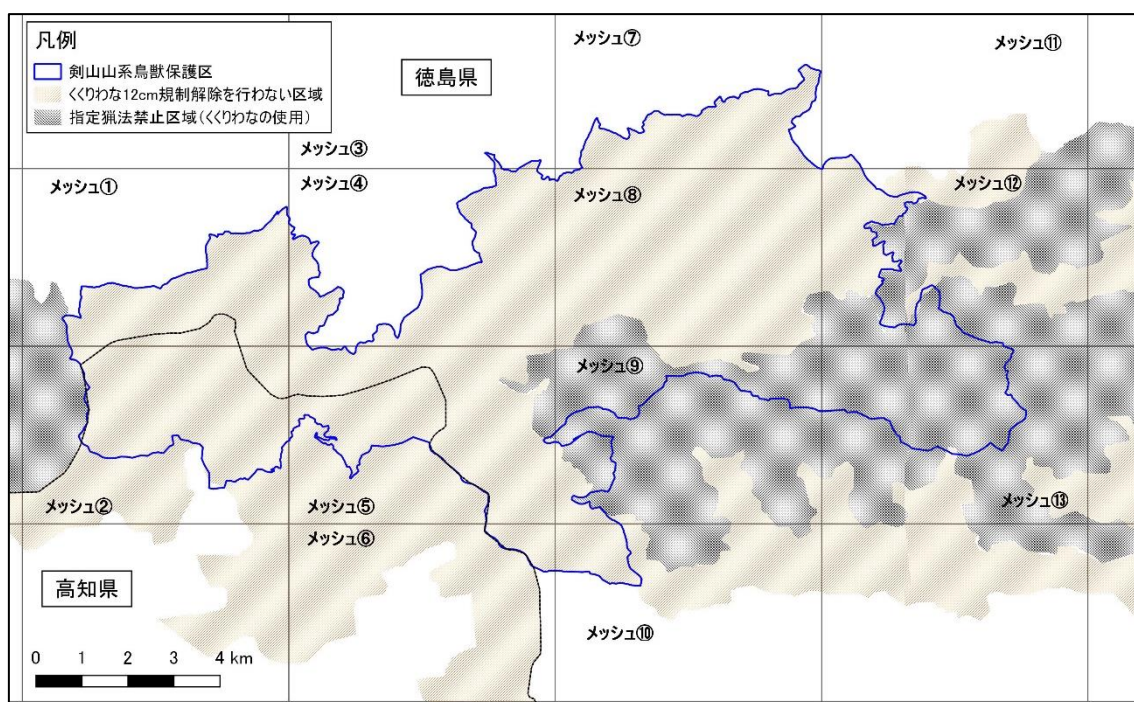 凡例
剣山山系鳥獣保護区
くくりわな12cm規制解除を行わない区域
指定猟法禁止区域(くくりわなの使用)
徳島県
メッシュ⑦
メッシュ⑪
メッシュ③
メッシュ①
メッシュ④
メッシュ⑧
メッシュ⑫
メッシュ⑨
メッシュ②
メッシュ⑤
メッシュ⑬
メッシュ⑥
高知県
メッシュ⑩
0 1 2 3 4 km